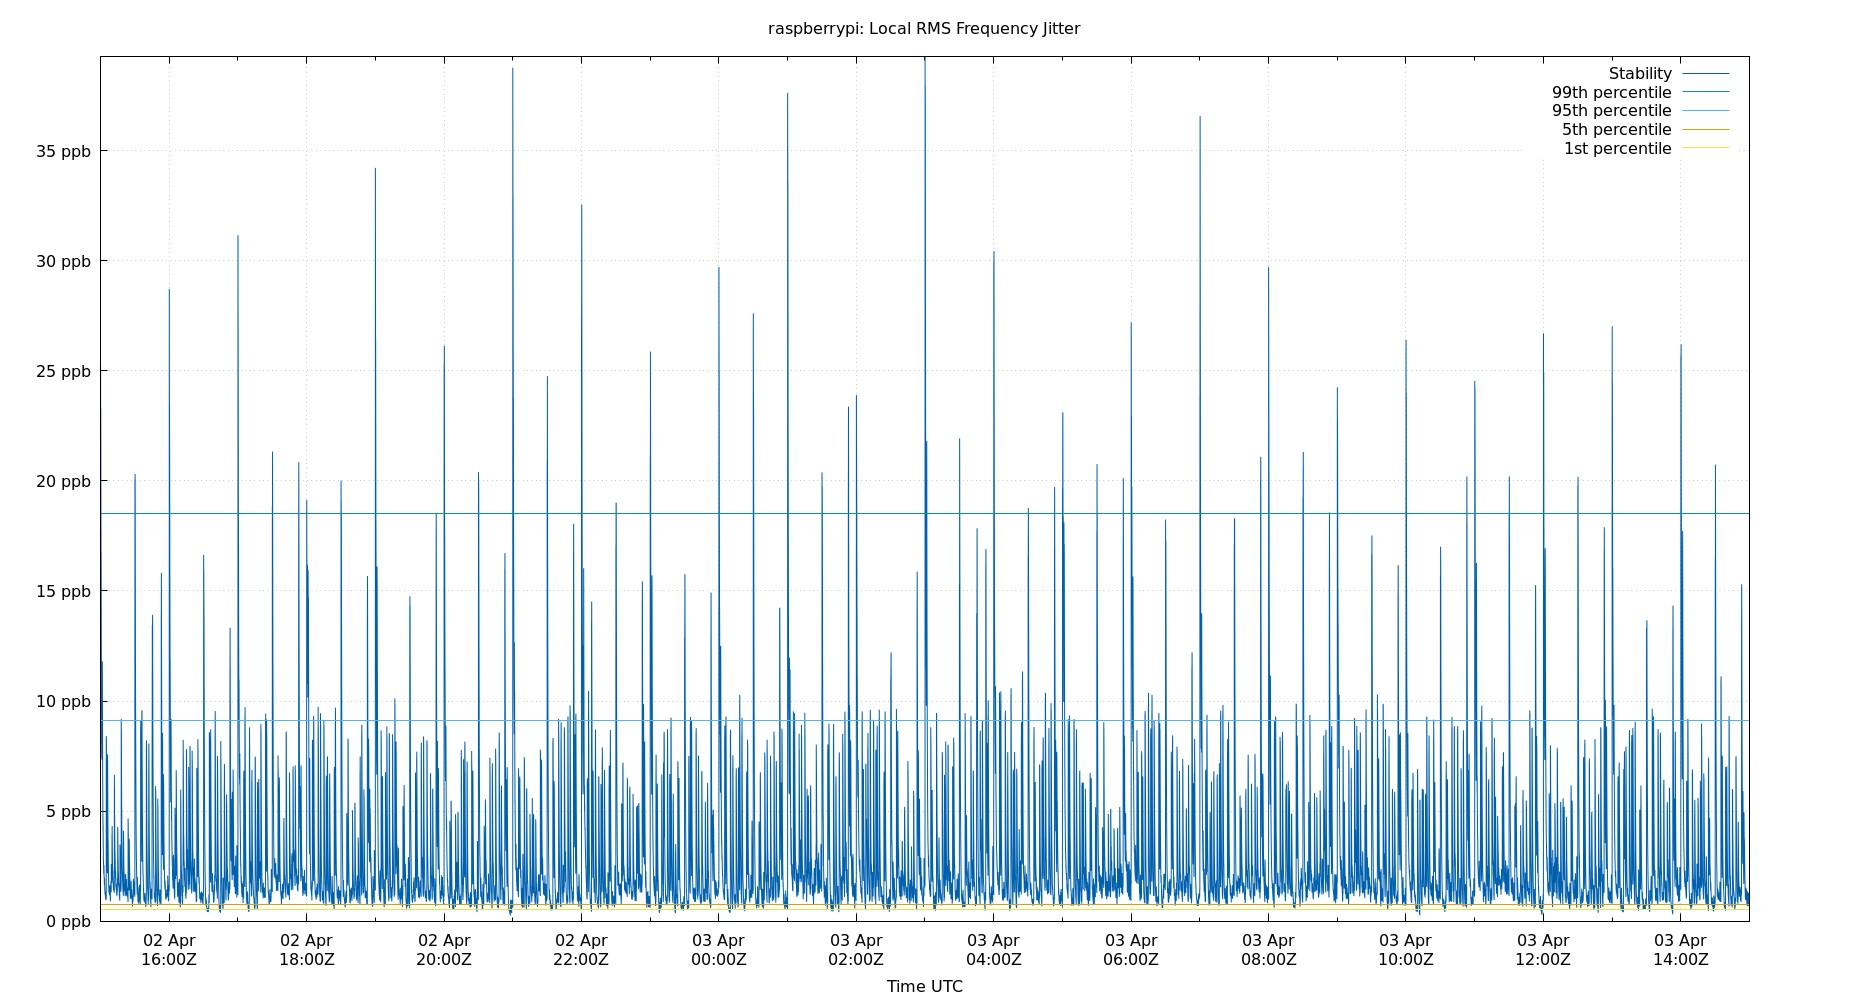 raspberrypi: Local RMS Frequency Jitter
Stability
99th percentile
95th percentile
5th percentile
1st percentile
35 ppb
30 ppb
25 ppb
20 ppb
15 ppb
10 ppb
5 ppb
0 ppb
02 Apr 02 Apr 02 Apr 02 Apr 03 Apr 03 Apr 03 Apr 03 Apr 03 Apr 03 Apr 03 Apr 03 Apr
16:00Z 18:00Z 20:00Z 22:00Z 00:00Z 02:00Z 04:00Z 06:00Z 08:00Z 10:00Z 12:00Z 14:00Z
Time UTC